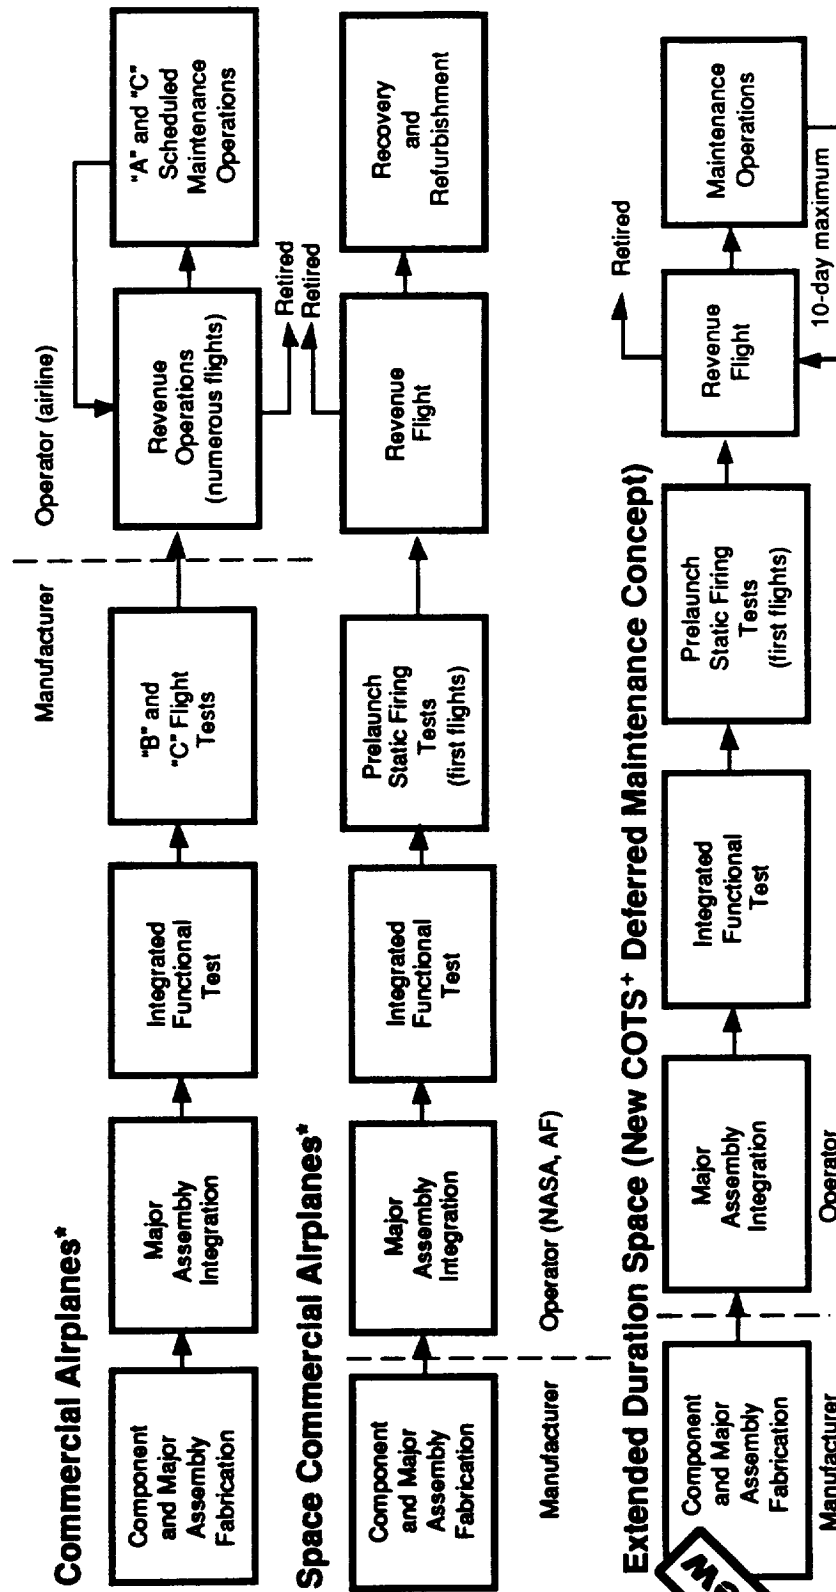 Commercial Airplanes*
Manufacturer
Operator (airline)
Component
and Major
Assembly
Fabrication
Major
Assembly
Integration
Integrated
Functional
Test
"B" and
"C" Flight
Tests
Revenue
Operations
(numerous flights)
"A" and "C"
Scheduled
Maintenance
Operations
Retired
Space Commercial Airplanes*
Retired
Component
and Major
Assembly
Fabrication
Major
Assembly
Integration
Integrated
Functional
Test
Prelaunch
Static Firing
Tests
(first flights)
Revenue
Flight
Recovery
and
Refurbishment
Manufacturer
Operator (NASA, AF)
Extended Duration Space (New COTS+ Deferred Maintenance Concept)
Retired
Component
and Major
Assembly
Fabrication
Major
Assembly
Integration
Integrated
Functional
Test
Prelaunch
Static Firing
Tests
(first flights)
Revenue
Flight
Maintenance
Operations
Manufacturer
Operator
10-day maximum